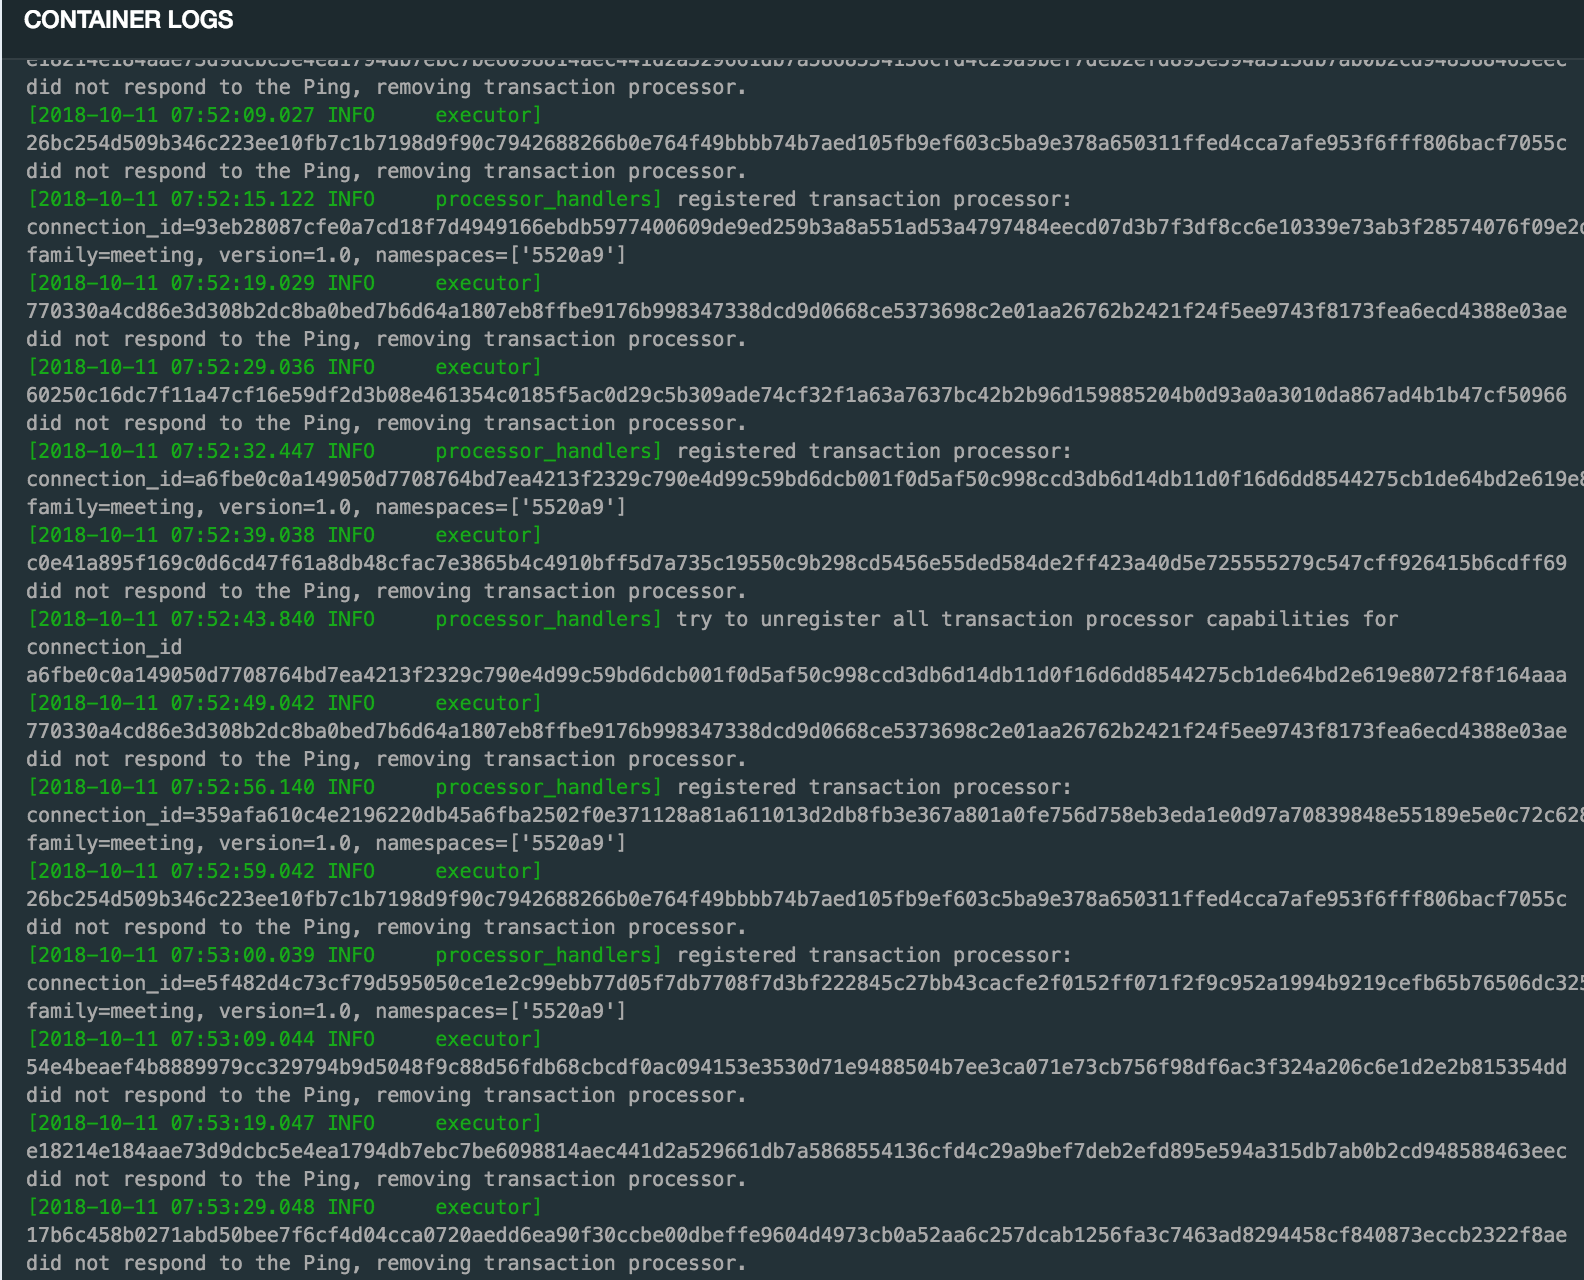 CONTAINER LOGS
e18214e184aae73d9dcbc5e4ea1794db7ebc7be6098814aec441d2a529661db7a5868554136cfd4c29a9bef7deb2efd895e594a315db7ab0b2cd948588463eec
did not respond to the Ping, removing transaction processor.
[2018-10-11 07:52:09.027 INFO     executor]
26bc254d509b346c223ee10fb7c1b7198d9f90c7942688266b0e764f49bbbb74b7aed105fb9ef603c5ba9e378a650311ffed4cca7afe953f6fff806bacf7055c
did not respond to the Ping, removing transaction processor.
[2018-10-11 07:52:15.122 INFO     processor_handlers] registered transaction processor:
connection_id=93eb28087cfe0a7cd18f7d4949166ebdb5977400609de9ed259b3a8a551ad53a4797484eecd07d3b7f3df8cc6e10339e73ab3f28574076f09e2
family=meeting, version=1.0, namespaces=['5520a9']
[2018-10-11 07:52:19.029 INFO     executor]
770330a4cd86e3d308b2dc8ba0bed7b6d64a1807eb8ffbe9176b998347338dcd9d0668ce5373698c2e01aa26762b2421f24f5ee9743f8173fea6ecd4388e03ae
did not respond to the Ping, removing transaction processor.
[2018-10-11 07:52:29.036 INFO     executor]
60250c16dc7f11a47cf16e59df2d3b08e461354c0185f5ac0d29c5b309ade74cf32f1a63a7637bc42b2b96d159885204b0d93a0a3010da867ad4b1b47cf50966
did not respond to the Ping, removing transaction processor.
[2018-10-11 07:52:32.447 INFO     processor_handlers] registered transaction processor:
connection_id=a6fbe0c0a149050d7708764bd7ea4213f2329c790e4d99c59bd6dcb001f0d5af50c998ccd3db6d14db11d0f16d6dd8544275cb1de64bd2e619e8
family=meeting, version=1.0, namespaces=['5520a9']
[2018-10-11 07:52:39.038 INFO     executor]
c0e41a895f169c0d6cd47f61a8db48cfac7e3865b4c4910bff5d7a735c19550c9b298cd5456e55ded584de2ff423a40d5e725555279c547cff926415b6cdff69
did not respond to the Ping, removing transaction processor.
[2018-10-11 07:52:43.840 INFO     processor_handlers] try to unregister all transaction processor capabilities for
connection_id
a6fbe0c0a149050d7708764bd7ea4213f2329c790e4d99c59bd6dcb001f0d5af50c998ccd3db6d14db11d0f16d6dd8544275cb1de64bd2e619e8072f8f164aaa
[2018-10-11 07:52:49.042 INFO     executor]
770330a4cd86e3d308b2dc8ba0bed7b6d64a1807eb8ffbe9176b998347338dcd9d0668ce5373698c2e01aa26762b2421f24f5ee9743f8173fea6ecd4388e03ae
did not respond to the Ping, removing transaction processor.
[2018-10-11 07:52:56.140 INFO     processor_handlers] registered transaction processor:
connection_id=359afa610c4e2196220db45a6fba2502f0e371128a81a611013d2db8fb3e367a801a0fe756d758eb3eda1e0d97a70839848e55189e5e0c72c628
family=meeting, version=1.0, namespaces=['5520a9']
[2018-10-11 07:52:59.042 INFO     executor]
26bc254d509b346c223ee10fb7c1b7198d9f90c7942688266b0e764f49bbbb74b7aed105fb9ef603c5ba9e378a650311ffed4cca7afe953f6fff806bacf7055c
did not respond to the Ping, removing transaction processor.
[2018-10-11 07:53:00.039 INFO     processor_handlers] registered transaction processor:
connection_id=e5f482d4c73cf79d595050ce1e2c99ebb77d05f7db7708f7d3bf222845c27bb43cacfe2f0152ff071f2f9c952a1994b9219cefb65b76506dc325
family=meeting, version=1.0, namespaces=['5520a9']
[2018-10-11 07:53:09.044 INFO     executor]
54e4beaef4b8889979cc329794b9d5048f9c88d56fdb68cbcdf0ac094153e3530d71e9488504b7ee3ca071e73cb756f98df6ac3f324a206c6e1d2e2b815354dd
did not respond to the Ping, removing transaction processor.
[2018-10-11 07:53:19.047 INFO     executor]
e18214e184aae73d9dcbc5e4ea1794db7ebc7be6098814aec441d2a529661db7a5868554136cfd4c29a9bef7deb2efd895e594a315db7ab0b2cd948588463eec
did not respond to the Ping, removing transaction processor.
[2018-10-11 07:53:29.048 INFO     executor]
17b6c458b0271abd50bee7f6cf4d04cca0720aedd6ea90f30ccbe00dbeffe9604d4973cb0a52aa6c257dcab1256fa3c7463ad8294458cf840873eccb2322f8ae
did not respond to the Ping, removing transaction processor.